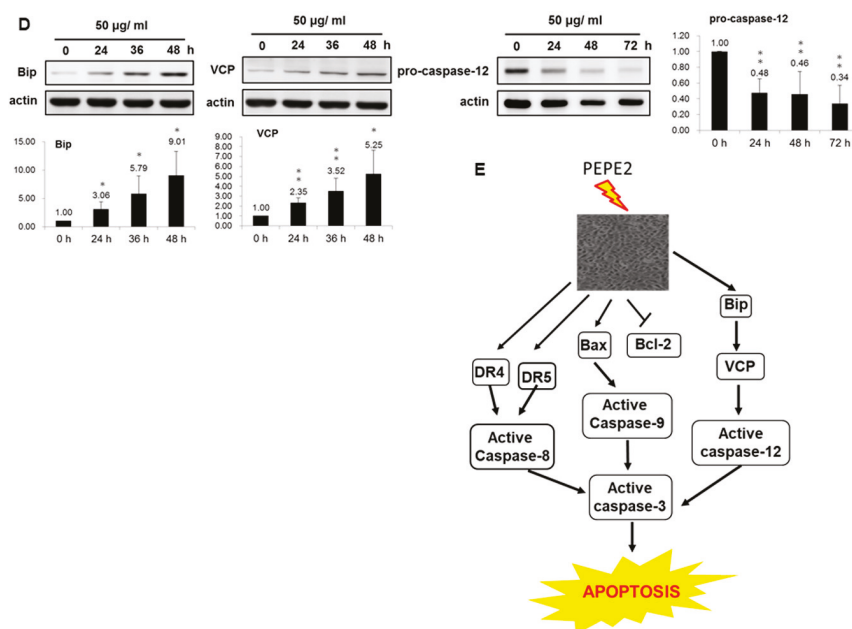 D
50 µg/ ml
0 24 36 48 h
Bip
actin
Bip
15.00
10.00
5.00
0.00
1.00
* * 3.06
* * 5.79
* 9.01
0 h 24 h 36 h 48 h
50 µg/ ml
0 24 36 48 h
VCP
actin
VCP
9.00
8.00
7.00
6.00
5.00
4.00
3.00
2.00
1.00
0.00
1.00
* * 2.35
* * 3.52
* 5.25
0 h 24 h 36 h 48 h
50 µg/ ml
0 24 48 72 h
pro-caspase-12
actin
pro-caspase-12
1.20
1.00
0.80
0.60
0.40
0.20
0.00
1.00
* * 0.48
* * 0.46
* * 0.34
0 h 24 h 48 h 72 h
E
PEPE2
Bip
Bax
Bcl-2
VCP
DR4
DR5
Active
Caspase-9
Active
Caspase-8
Active
caspase-12
Active
caspase-3
APOPTOSIS